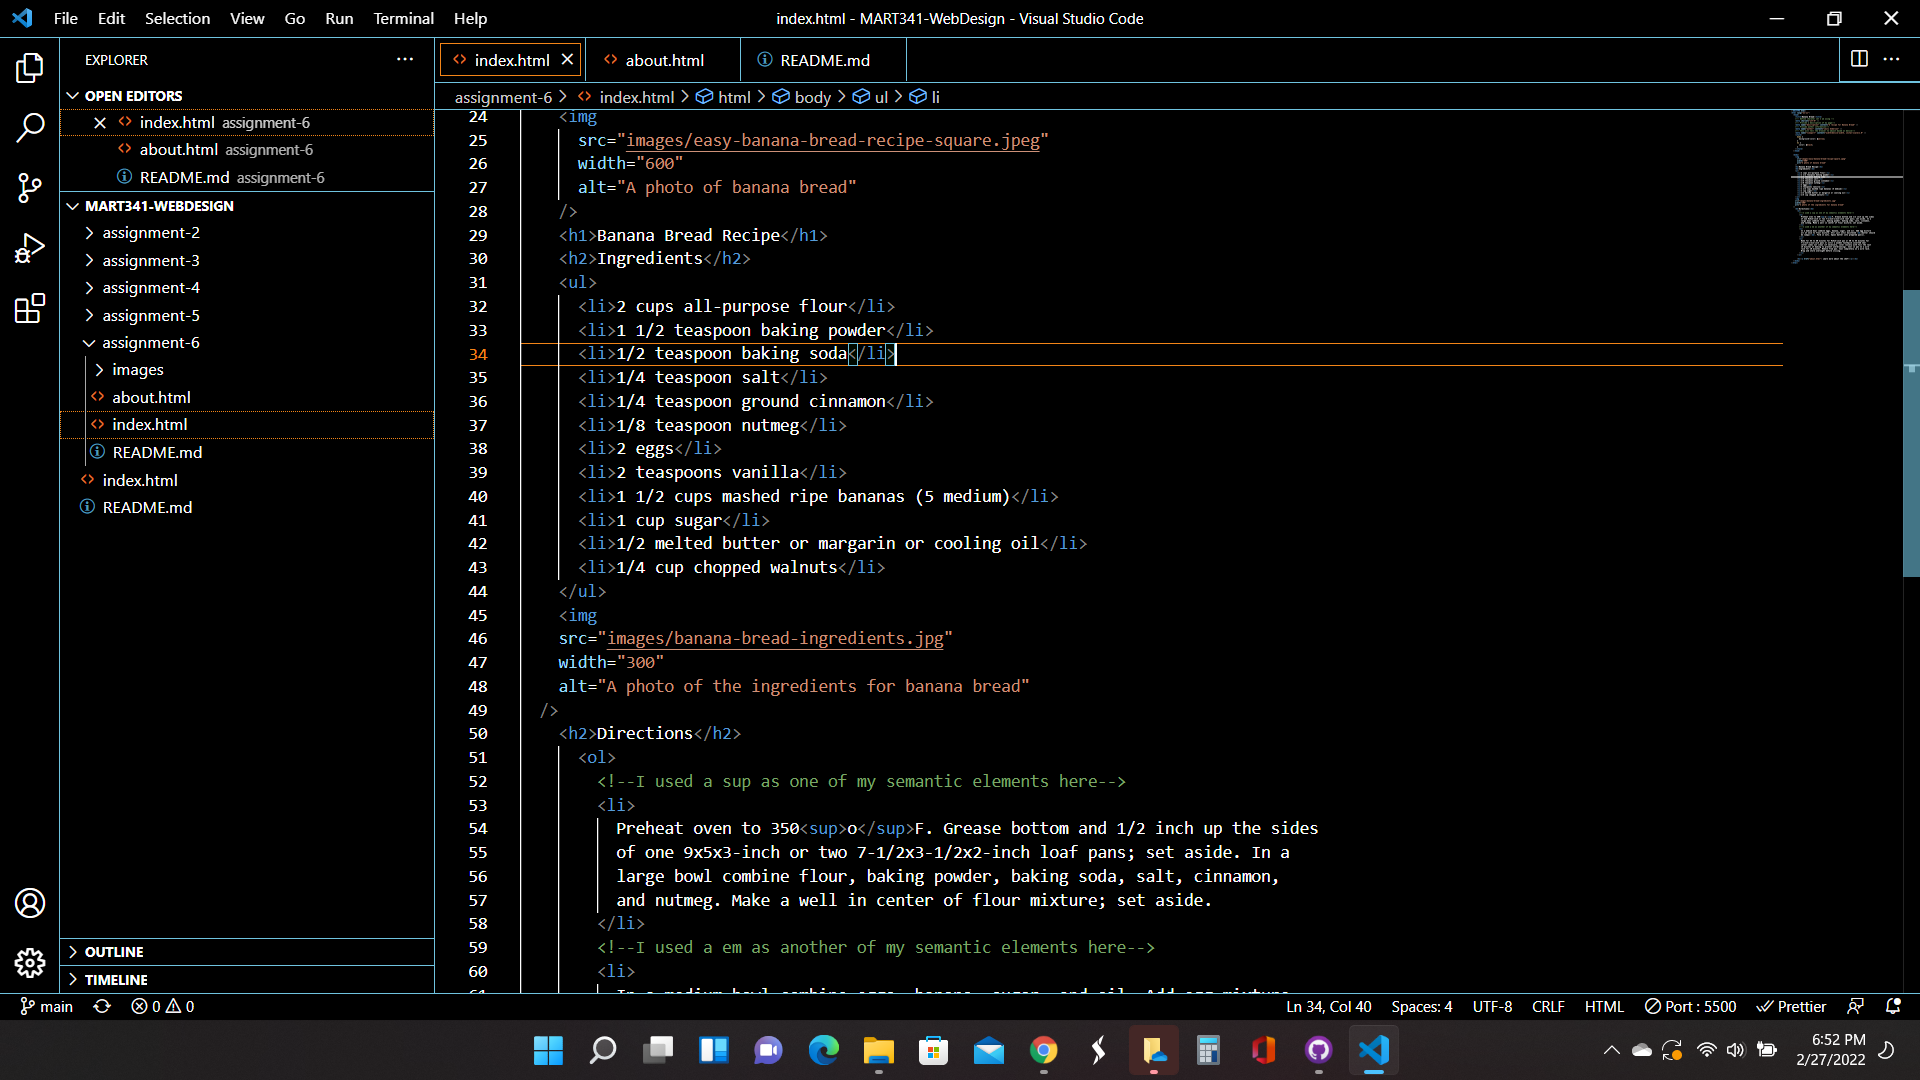 File Edit Selection View Go Run Terminal Help
index.html - MART341-WebDesign - Visual Studio Code
EXPLORER
OPEN EDITORS
index.html assignment-6
about.html assignment-6
README.md assignment-6
MART341-WEBDESIGN
assignment-2
assignment-3
assignment-4
assignment-5
assignment-6
images
about.html
index.html
README.md
index.html
README.md
OUTLINE
TIMELINE
index.html about.html README.md
assignment-6 > index.html > html > body > ul > li
24 <img
25 src="images/easy-banana-bread-recipe-square.jpeg"
26 width="600"
27 alt="A photo of banana bread"
28 />
29 <h1>Banana Bread Recipe</h1>
30 <h2>Ingredients</h2>
31 <ul>
32 <li>2 cups all-purpose flour</li>
33 <li>1 1/2 teaspoon baking powder</li>
34 <li>1/2 teaspoon baking soda</li>
35 <li>1/4 teaspoon salt</li>
36 <li>1/4 teaspoon ground cinnamon</li>
37 <li>1/8 teaspoon nutmeg</li>
38 <li>2 eggs</li>
39 <li>2 teaspoons vanilla</li>
40 <li>1 1/2 cups mashed ripe bananas (5 medium)</li>
41 <li>1 cup sugar</li>
42 <li>1/2 melted butter or margarin or cooling oil</li>
43 <li>1/4 cup chopped walnuts</li>
44 </ul>
45 <img
46 src="images/banana-bread-ingredients.jpg"
47 width="300"
48 alt="A photo of the ingredients for banana bread"
49 />
50 <h2>Directions</h2>
51 <ol>
52 <!--I used a sup as one of my semantic elements here-->
53 <li>
54 Preheat oven to 350<sup>o</sup>F. Grease bottom and 1/2 inch up the sides
55 of one 9x5x3-inch or two 7-1/2x3-1/2x2-inch loaf pans; set aside. In a
56 large bowl combine flour, baking powder, baking soda, salt, cinnamon,
57 and nutmeg. Make a well in center of flour mixture; set aside.
58 </li>
59 <!--I used a em as another of my semantic elements here-->
60 <li>
main 0 0 Ln 34, Col 40 Spaces: 4 UTF-8 CRLF HTML Port : 5500 Prettier
6:52 PM
2/27/2022